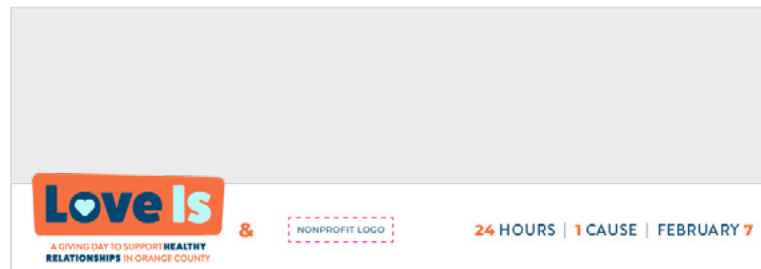 Love Is
A GIVING DAY TO SUPPORT HEALTHY
RELATIONSHIPS IN ORANGE COUNTY
&
NONPROFIT LOGO
24 HOURS | 1 CAUSE | FEBRUARY 7